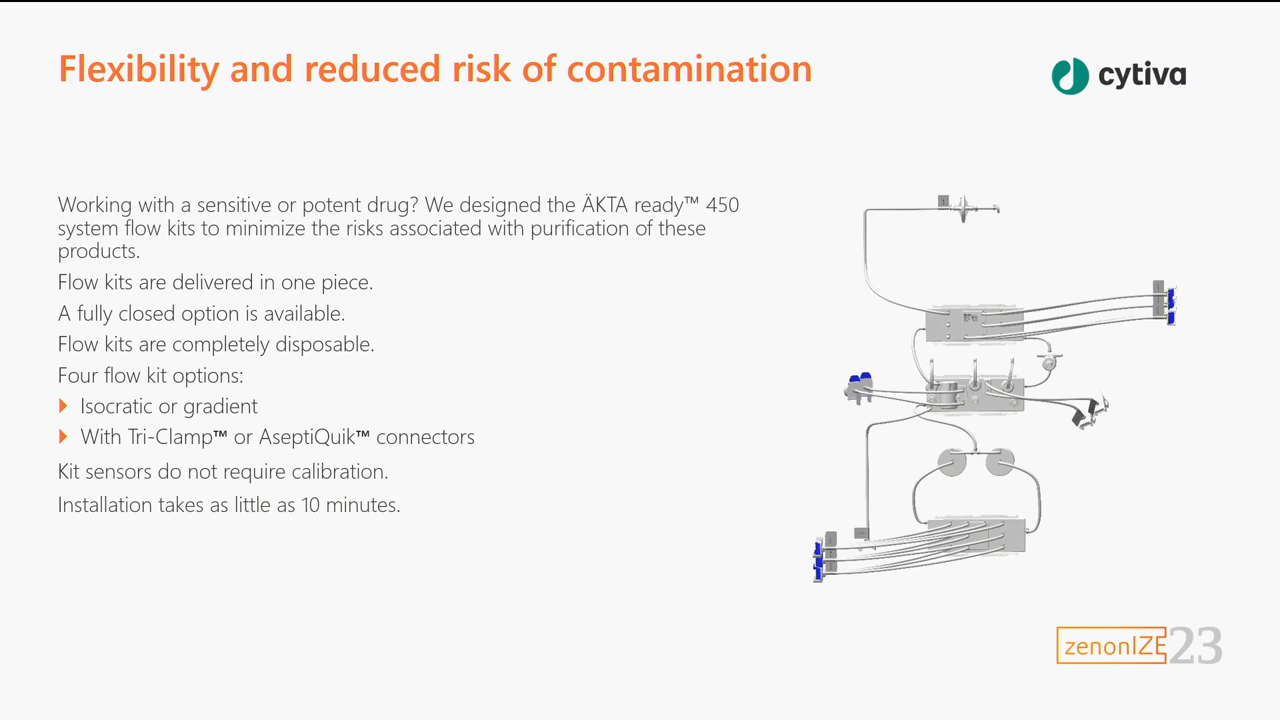 Flexibility and reduced risk of contamination
cytiva
Working with a sensitive or potent drug? We designed the ÄKTA ready™ 450
system flow kits to minimize the risks associated with purification of these
products.
Flow kits are delivered in one piece.
A fully closed option is available.
Flow kits are completely disposable.
Four flow kit options:
Isocratic or gradient
With Tri-Clamp™ or AseptiQuik™ connectors
Kit sensors do not require calibration.
Installation takes as little as 10 minutes.
zenonIZE23